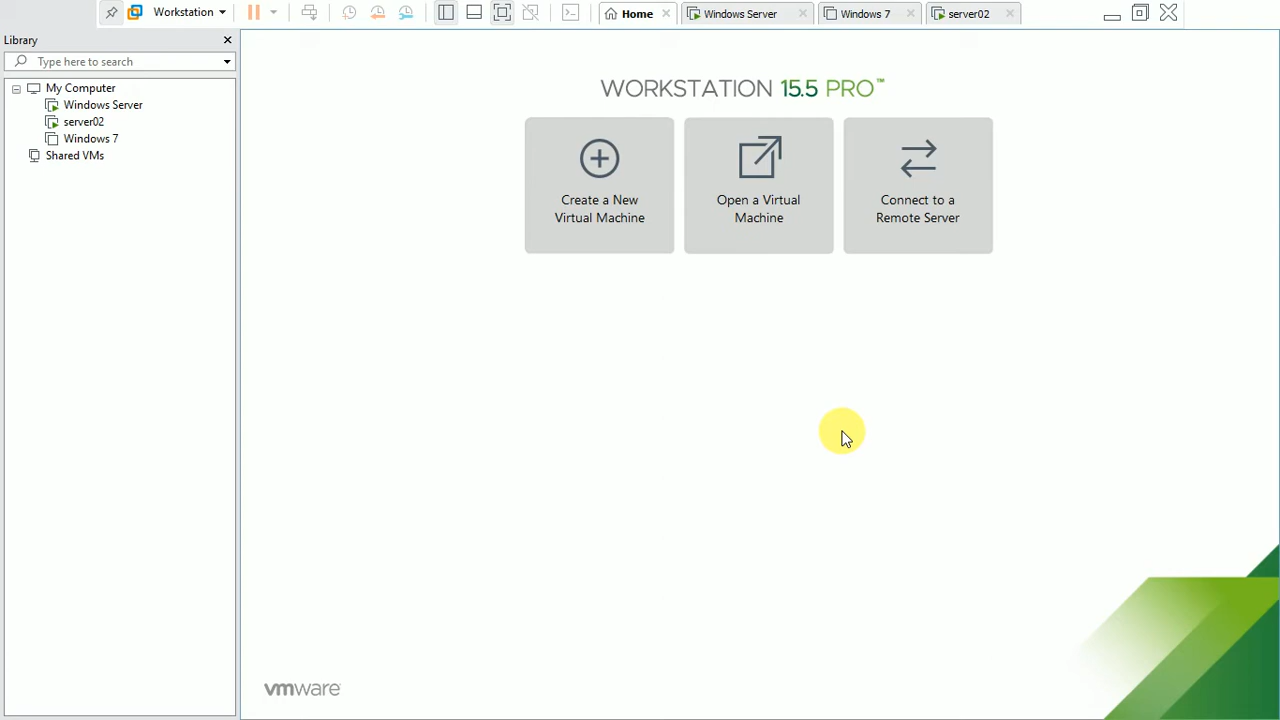 Workstation
Home
Windows Server
Windows 7
server02
Library
Type here to search
My Computer
Windows Server
server02
Windows 7
Shared VMs
WORKSTATION 15.5 PRO™
Create a New
Virtual Machine
Open a Virtual
Machine
Connect to a
Remote Server
vmware